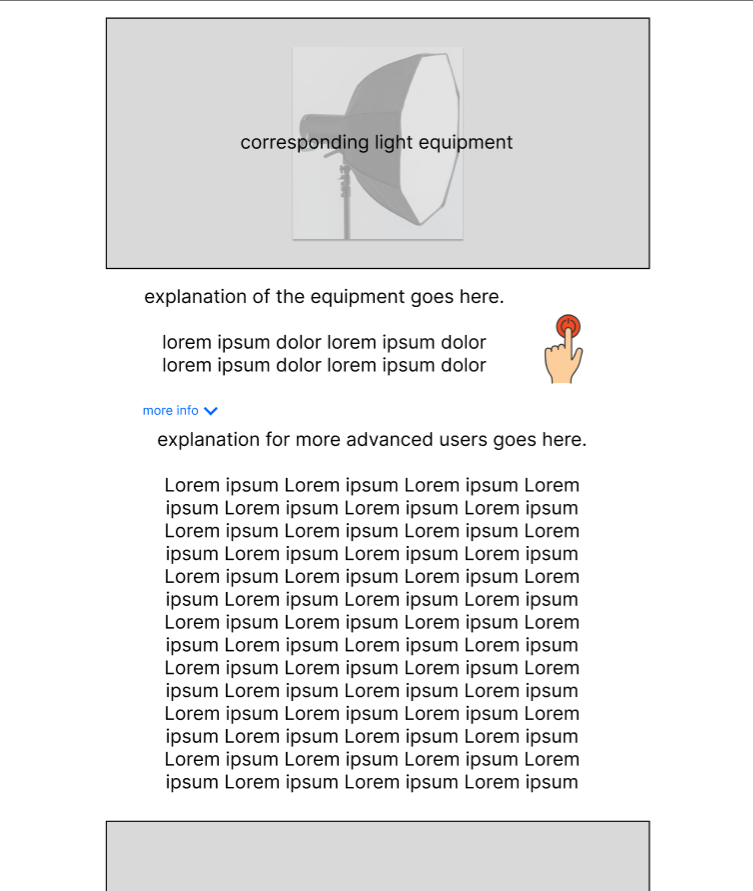 corresponding light equipment
explanation of the equipment goes here.
lorem ipsum dolor lorem ipsum dolor
lorem ipsum dolor lorem ipsum dolor
more info
explanation for more advanced users goes here.
Lorem ipsum Lorem ipsum Lorem ipsum Lorem
ipsum Lorem ipsum Lorem ipsum Lorem ipsum
Lorem ipsum Lorem ipsum Lorem ipsum Lorem
ipsum Lorem ipsum Lorem ipsum Lorem ipsum
Lorem ipsum Lorem ipsum Lorem ipsum Lorem
ipsum Lorem ipsum Lorem ipsum Lorem ipsum
Lorem ipsum Lorem ipsum Lorem ipsum Lorem
ipsum Lorem ipsum Lorem ipsum Lorem ipsum
Lorem ipsum Lorem ipsum Lorem ipsum Lorem
ipsum Lorem ipsum Lorem ipsum Lorem ipsum
Lorem ipsum Lorem ipsum Lorem ipsum Lorem
ipsum Lorem ipsum Lorem ipsum Lorem ipsum
Lorem ipsum Lorem ipsum Lorem ipsum Lorem
ipsum Lorem ipsum Lorem ipsum Lorem ipsum